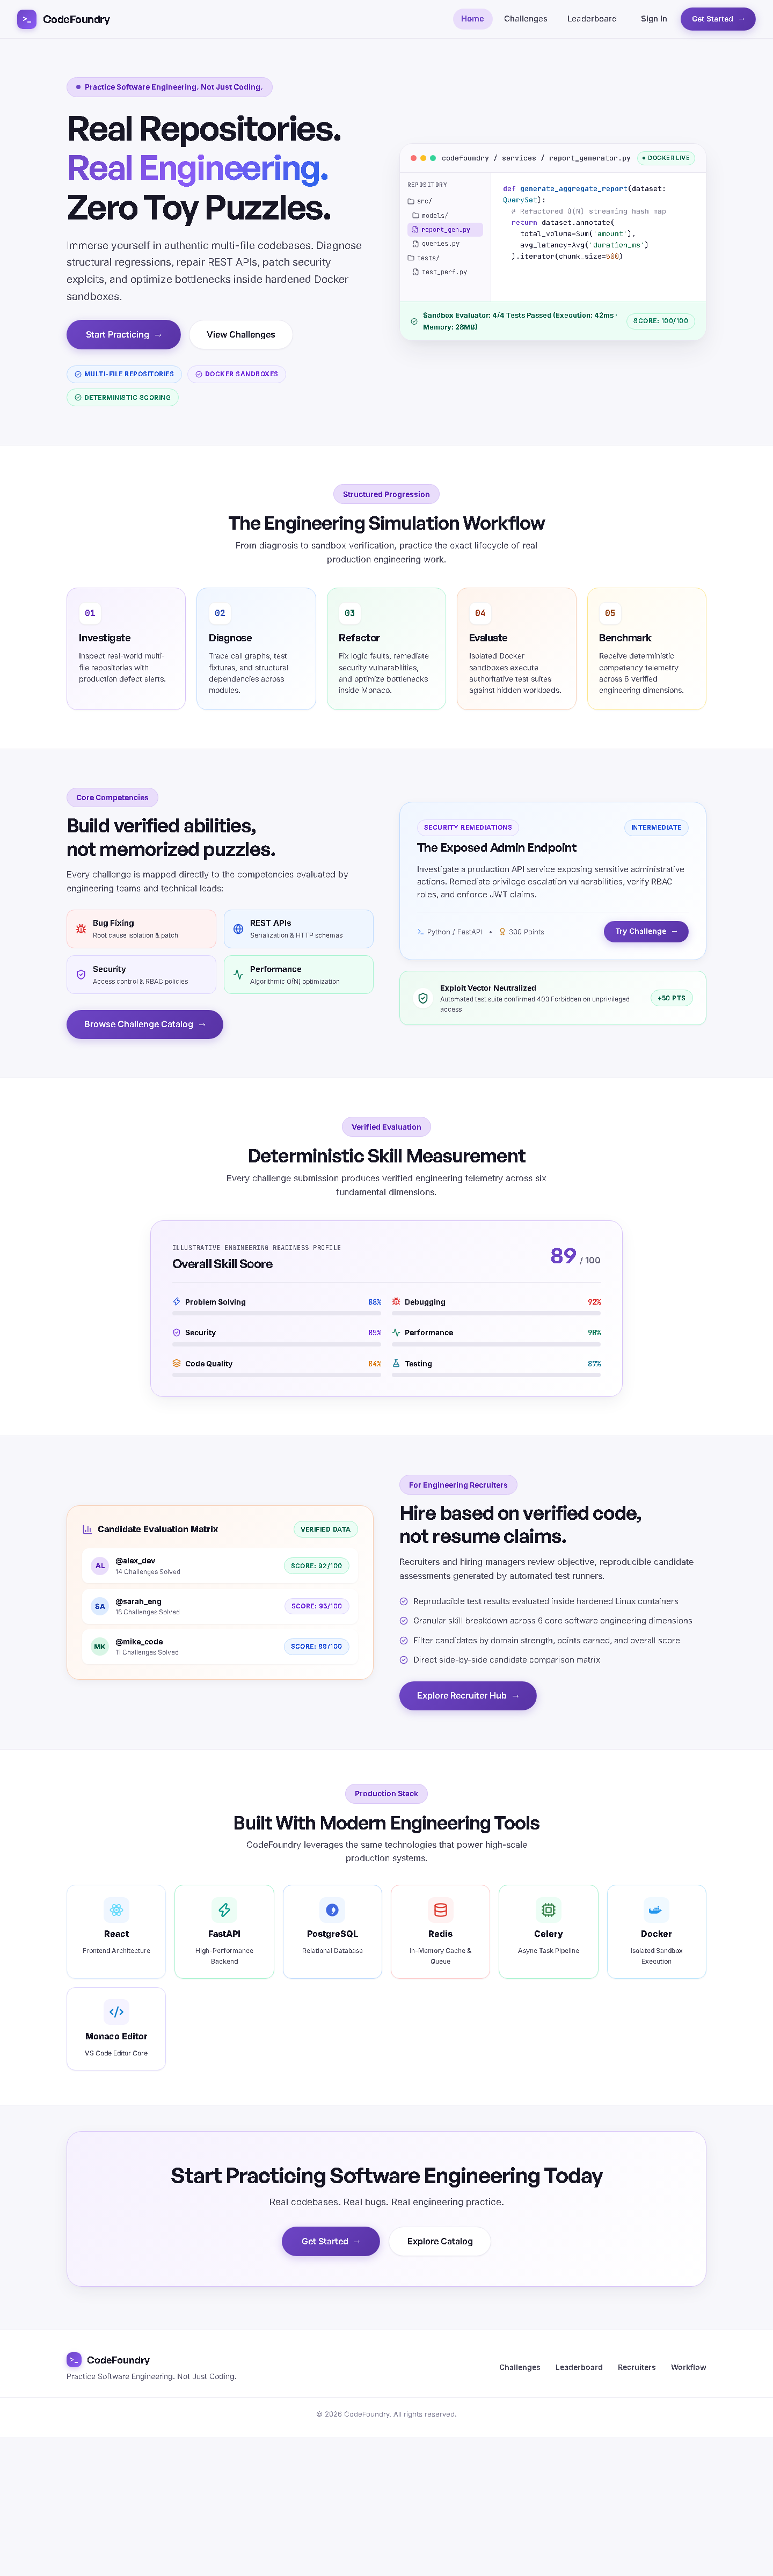 >_ CodeFoundry
Home Challenges Leaderboard Sign In Get Started →
Practice Software Engineering. Not Just Coding.
Real Repositories.
Real Engineering.
Zero Toy Puzzles.
Immerse yourself in authentic multi-file codebases. Diagnose
structural regressions, repair REST APIs, patch security
exploits, and optimize bottlenecks inside hardened Docker
sandboxes.
Start Practicing → View Challenges
MULTI-FILE REPOSITORIES DOCKER SANDBOXES
DETERMINISTIC SCORING
codefoundry / services / report_generator.py DOCKER LIVE
REPOSITORY
src/
models/
report_gen.py
queries.py
tests/
test_perf.py
def generate_aggregate_report(dataset:
QuerySet):
# Refactored O(N) streaming hash map
return dataset.annotate(
total_volume=Sum('amount'),
avg_latency=Avg('duration_ms')
).iterator(chunk_size=500)
Sandbox Evaluator: 4/4 Tests Passed (Execution: 42ms ·
Memory: 28MB)
SCORE: 100/100
Structured Progression
The Engineering Simulation Workflow
From diagnosis to sandbox verification, practice the exact lifecycle of real
production engineering work.
01
Investigate
Inspect real-world multi-
file repositories with
production defect alerts.
02
Diagnose
Trace call graphs, test
fixtures, and structural
dependencies across
modules.
03
Refactor
Fix logic faults, remediate
security vulnerabilities,
and optimize bottlenecks
inside Monaco.
04
Evaluate
Isolated Docker
sandboxes execute
authoritative test suites
against hidden workloads.
05
Benchmark
Receive deterministic
competency telemetry
across 6 verified
engineering dimensions.
Core Competencies
Build verified abilities,
not memorized puzzles.
Every challenge is mapped directly to the competencies evaluated by
engineering teams and technical leads:
Bug Fixing
Root cause isolation & patch
REST APIs
Serialization & HTTP schemas
Security
Access control & RBAC policies
Performance
Algorithmic O(N) optimization
Browse Challenge Catalog →
SECURITY REMEDIATIONS INTERMEDIATE
The Exposed Admin Endpoint
Investigate a production API service exposing sensitive administrative
actions. Remediate privilege escalation vulnerabilities, verify RBAC
roles, and enforce JWT claims.
Python / FastAPI • 300 Points
Try Challenge →
Exploit Vector Neutralized
Automated test suite confirmed 403 Forbidden on unprivileged
access
+50 PTS
Verified Evaluation
Deterministic Skill Measurement
Every challenge submission produces verified engineering telemetry across six
fundamental dimensions.
ILLUSTRATIVE ENGINEERING READINESS PROFILE
Overall Skill Score
89 / 100
Problem Solving 88%
Debugging 92%
Security 85%
Performance 90%
Code Quality 84%
Testing 87%
Candidate Evaluation Matrix VERIFIED DATA
AL @alex_dev
14 Challenges Solved
SCORE: 92/100
SA @sarah_eng
18 Challenges Solved
SCORE: 95/100
MK @mike_code
11 Challenges Solved
SCORE: 88/100
For Engineering Recruiters
Hire based on verified code,
not resume claims.
Recruiters and hiring managers review objective, reproducible candidate
assessments generated by automated test runners.
Reproducible test results evaluated inside hardened Linux containers
Granular skill breakdown across 6 core software engineering dimensions
Filter candidates by domain strength, points earned, and overall score
Direct side-by-side candidate comparison matrix
Explore Recruiter Hub →
Production Stack
Built With Modern Engineering Tools
CodeFoundry leverages the same technologies that power high-scale
production systems.
React
Frontend Architecture
FastAPI
High-Performance
Backend
PostgreSQL
Relational Database
Redis
In-Memory Cache &
Queue
Celery
Async Task Pipeline
Docker
Isolated Sandbox
Execution
Monaco Editor
VS Code Editor Core
Start Practicing Software Engineering Today
Real codebases. Real bugs. Real engineering practice.
Get Started → Explore Catalog
>_ CodeFoundry
Practice Software Engineering. Not Just Coding.
Challenges Leaderboard Recruiters Workflow
© 2026 CodeFoundry. All rights reserved.